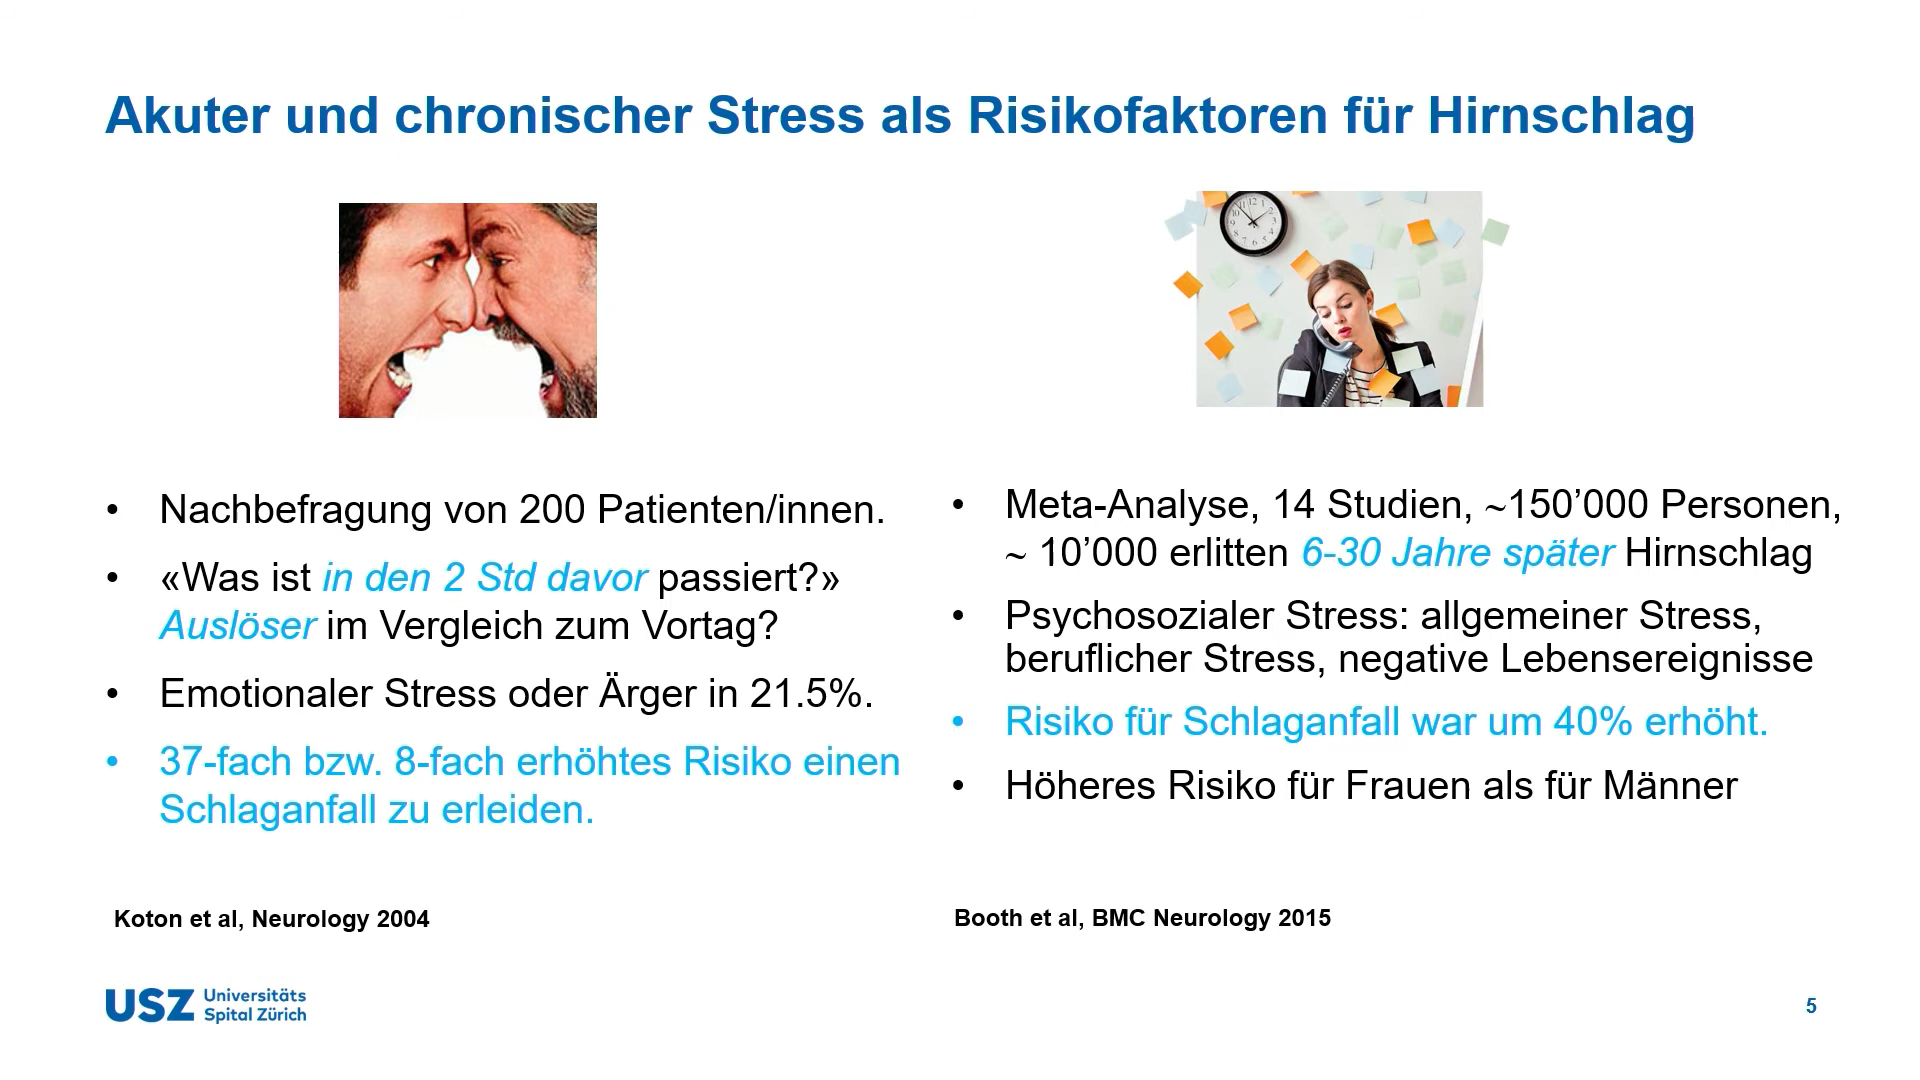 Akuter und chronischer Stress als Risikofaktoren für Hirnschlag
• Nachbefragung von 200 Patienten/innen.
• «Was ist in den 2 Std davor passiert?»
Auslöser im Vergleich zum Vortag?
• Emotionaler Stress oder Ärger in 21.5%.
• 37-fach bzw. 8-fach erhöhtes Risiko einen
Schlaganfall zu erleiden.
Koton et al, Neurology 2004
• Meta-Analyse, 14 Studien, ~150’000 Personen,
~ 10’000 erlitten 6-30 Jahre später Hirnschlag
• Psychosozialer Stress: allgemeiner Stress,
beruflicher Stress, negative Lebensereignisse
• Risiko für Schlaganfall war um 40% erhöht.
• Höheres Risiko für Frauen als für Männer
Booth et al, BMC Neurology 2015
USZ Universitäts
Spital Zürich
5